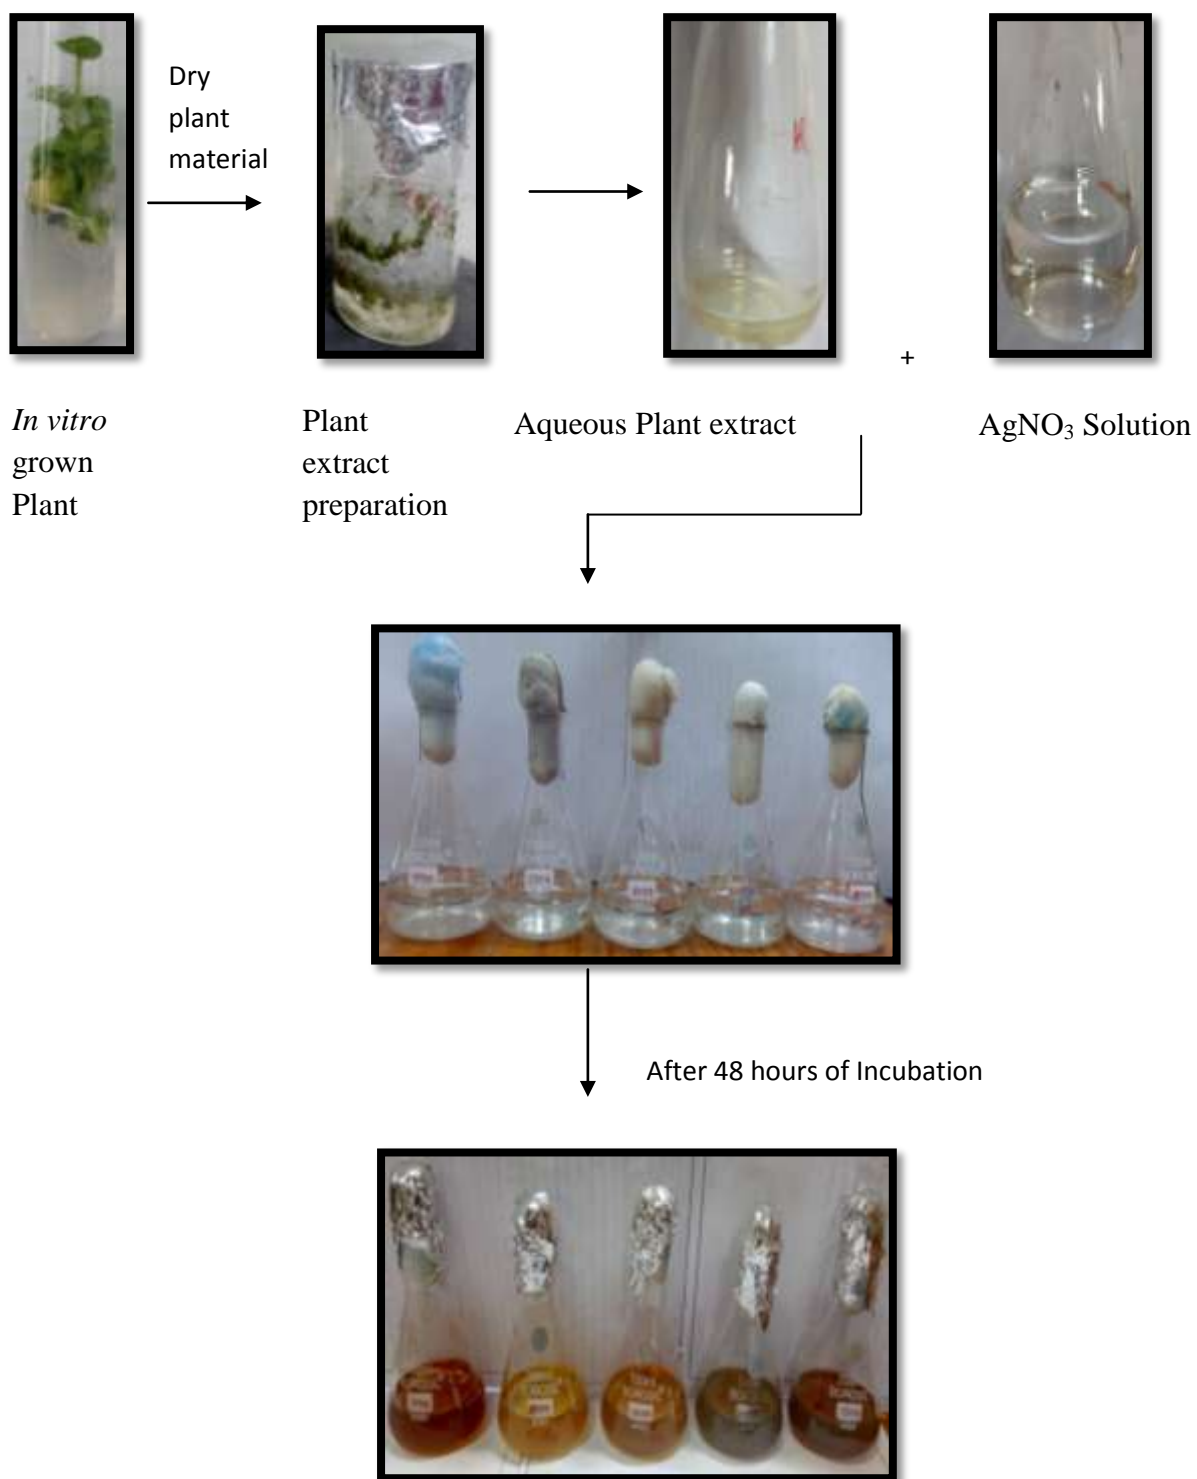 Dry
plant
material
+
In vitro
grown
Plant
Plant
extract
preparation
Aqueous Plant extract
AgNO₃ Solution
After 48 hours of Incubation